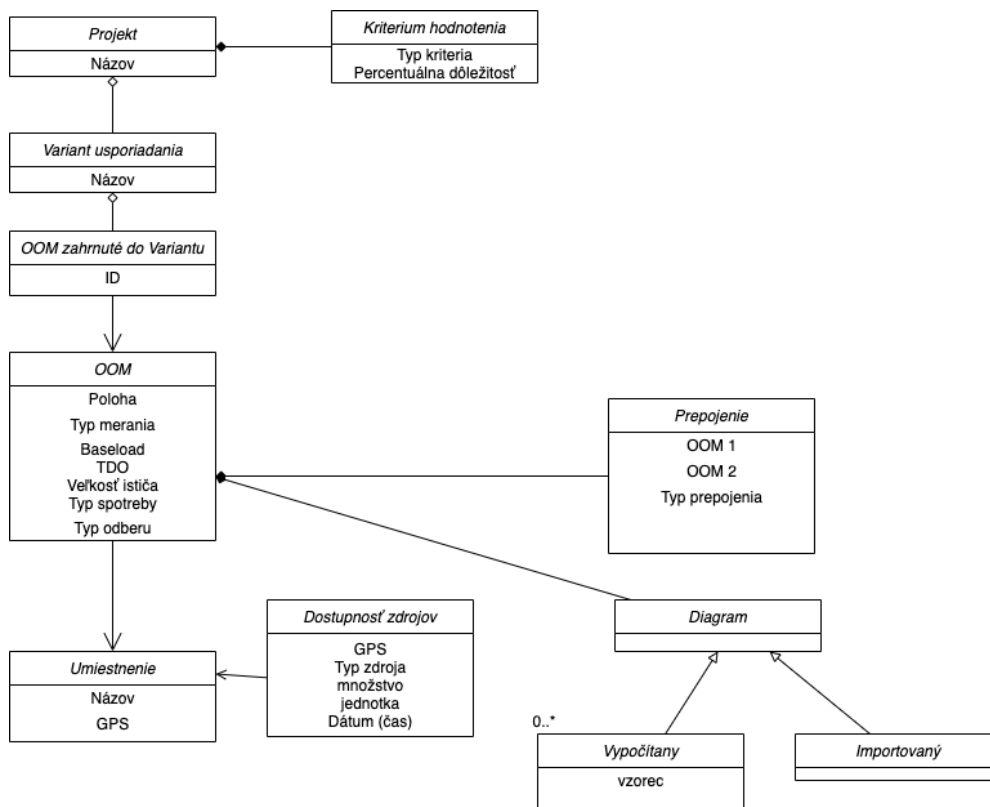 Projekt
Názov
Kriterium hodnotenia
Typ kriteria
Percentuálna dôležitosť
Variant usporiadania
Názov
OOM zahrnuté do Variantu
ID
OOM
Poloha
Typ merania
Baseload
TDO
Veľkosť ističa
Typ spotreby
Typ odberu
Prepojenie
OOM 1
OOM 2
Typ prepojenia
Umiestnenie
Názov
GPS
Dostupnosť zdrojov
GPS
Typ zdroja
množstvo
jednotka
Dátum (čas)
Diagram
0..*
Vypočítany
vzorec
Importovaný